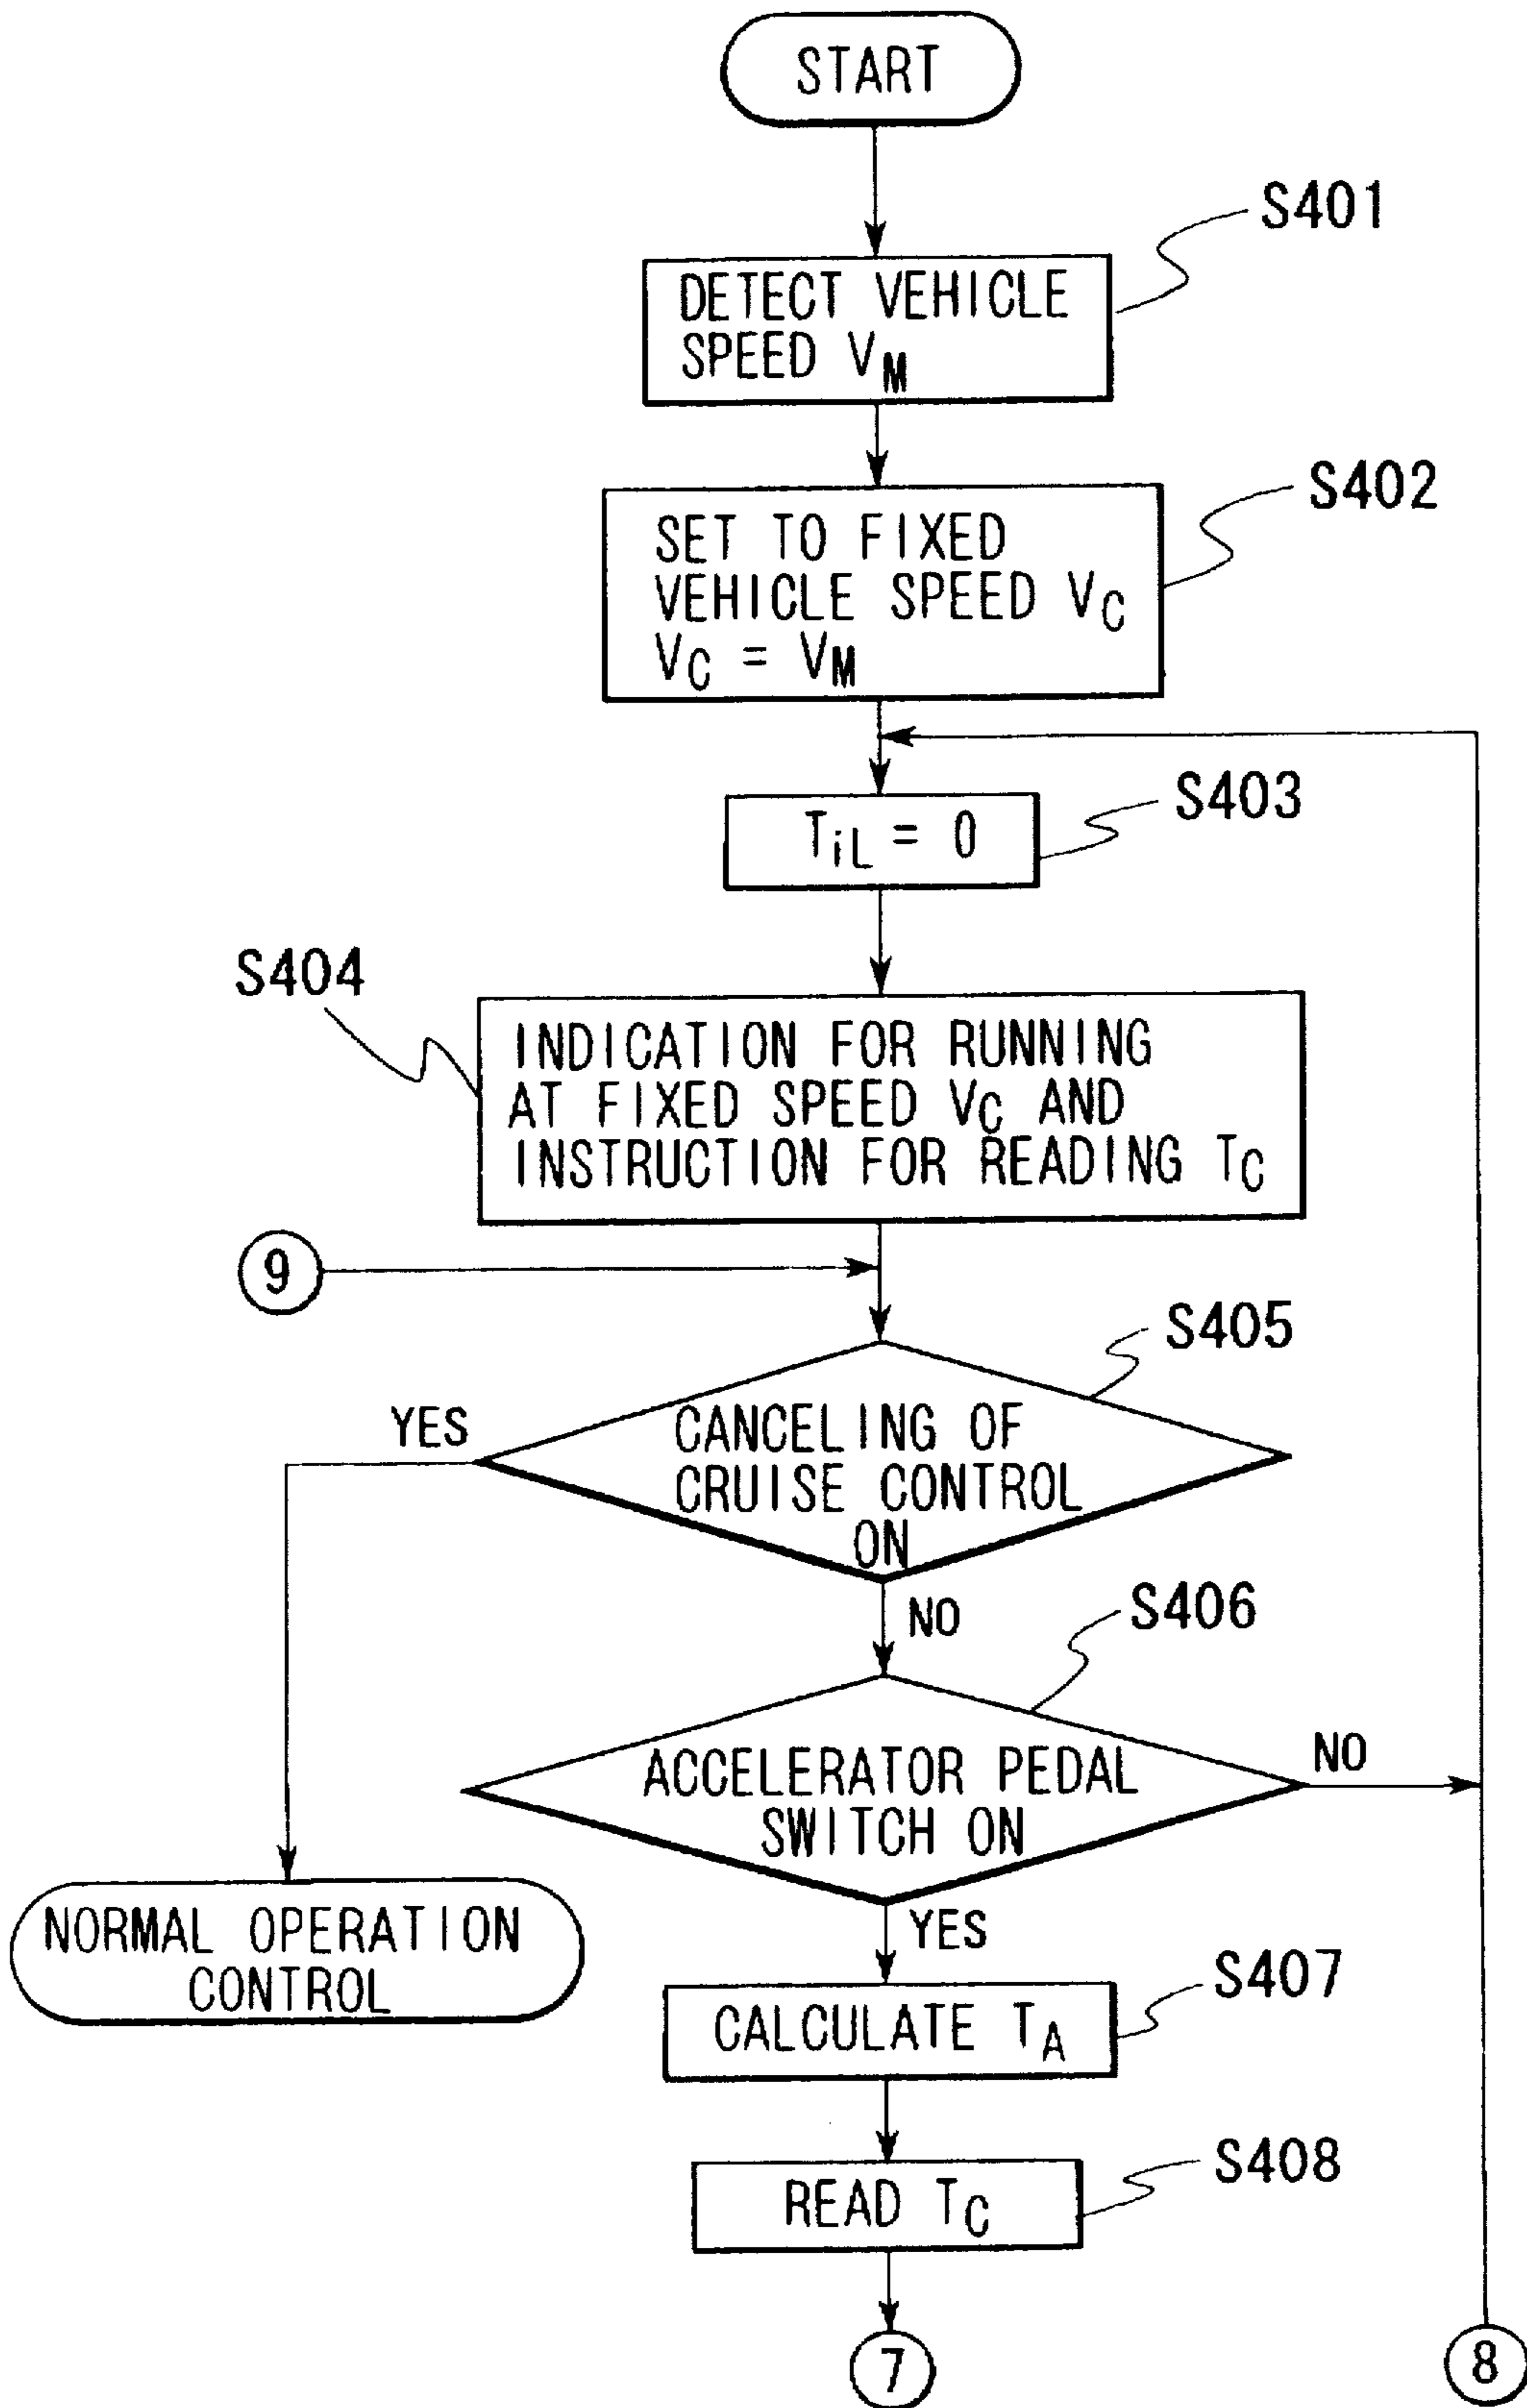 START
S401
DETECT VEHICLE
SPEED VM
S402
SET TO FIXED
VEHICLE SPEED VC
VC = VM
S403
TiL = 0
S404
INDICATION FOR RUNNING
AT FIXED SPEED VC AND
INSTRUCTION FOR READING TC
9
S405
YES
CANCELING OF
CRUISE CONTROL
ON
NO
S406
ACCELERATOR PEDAL
SWITCH ON
NO
YES
NORMAL OPERATION
CONTROL
S407
CALCULATE TA
S408
READ TC
7
8